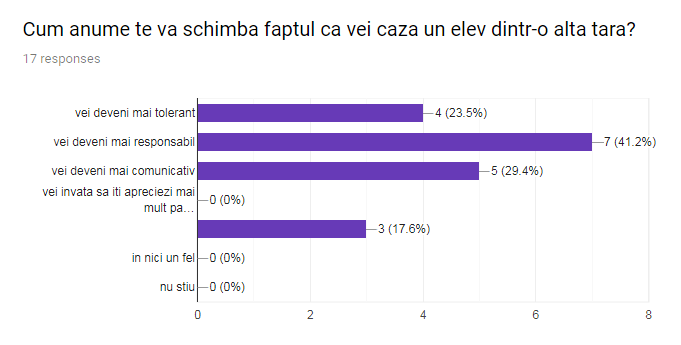 Cum anume te va schimba faptul ca vei caza un elev dintr-o alta tara?
17 responses
vei deveni mai tolerant
4 (23.5%)
vei deveni mai responsabil
7 (41.2%)
vei deveni mai comunicativ
5 (29.4%)
vei invata sa iti apreciezi mai
mult pa…
0 (0%)
3 (17.6%)
in nici un fel
0 (0%)
nu stiu
0 (0%)
0
2
4
6
8